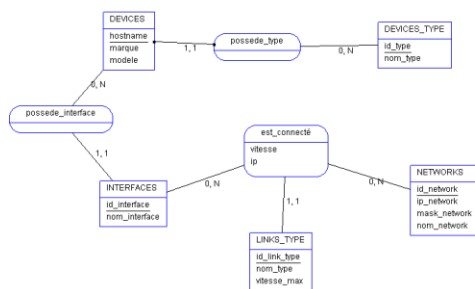 DEVICES
hostname
marque
modele
1, 1
possede_type
0, N
DEVICES_TYPE
id_type
nom_type
0, N
possede_interface
1, 1
INTERFACES
id_interface
nom_interface
0, N
est_connecté
vitesse
ip
0, N
1, 1
NETWORKS
id_network
ip_network
mask_network
nom_network
LINKS_TYPE
id_link_type
nom_type
vitesse_max